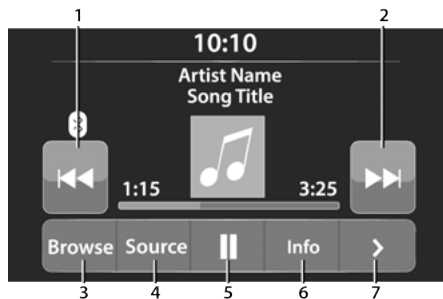 1 2
10:10
Artist Name
Song Title
1:15 3:25
Browse Source Info
3 4 5 6 7